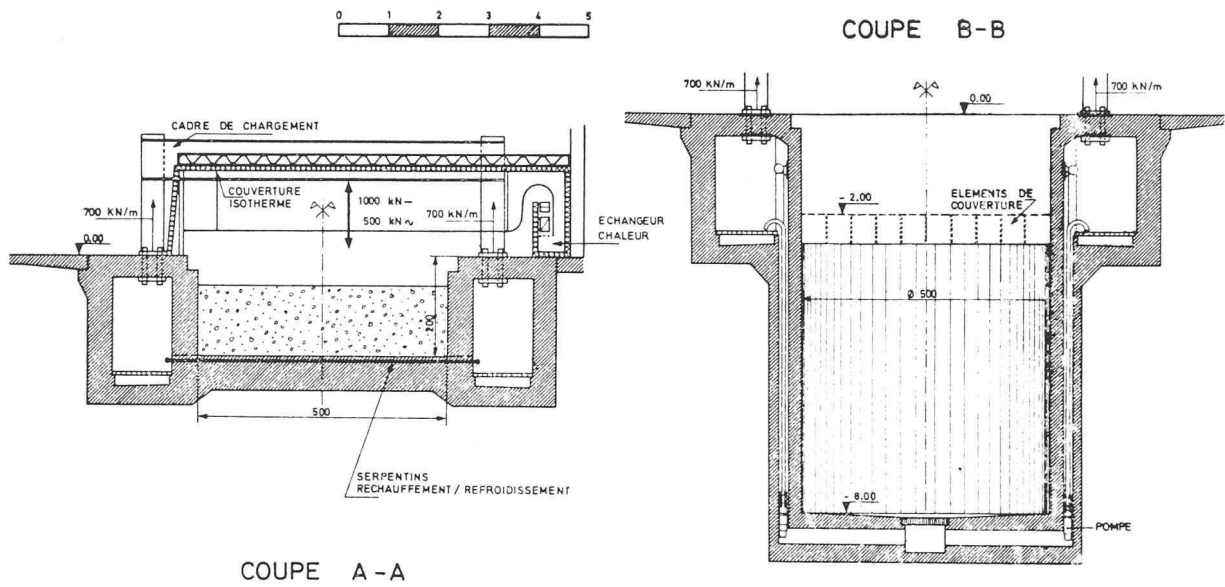 0 1 2 3 4 5
COUPE B-B
700 kN/m
700 kN/m
0.00
CADRE DE CHARGEMENT
COUVERTURE
ISOTHERME
1000 kN –
500 kN ~
700 kN/m
700 kN/m
0.00
ECHANGEUR
CHALEUR
- 2.00
ELEMENTS DE
COUVERTURE
Ø 500
200
500
SERPENTINS
RECHAUFFEMENT / REFROIDISSEMENT
- 8.00
POMPE
COUPE A-A